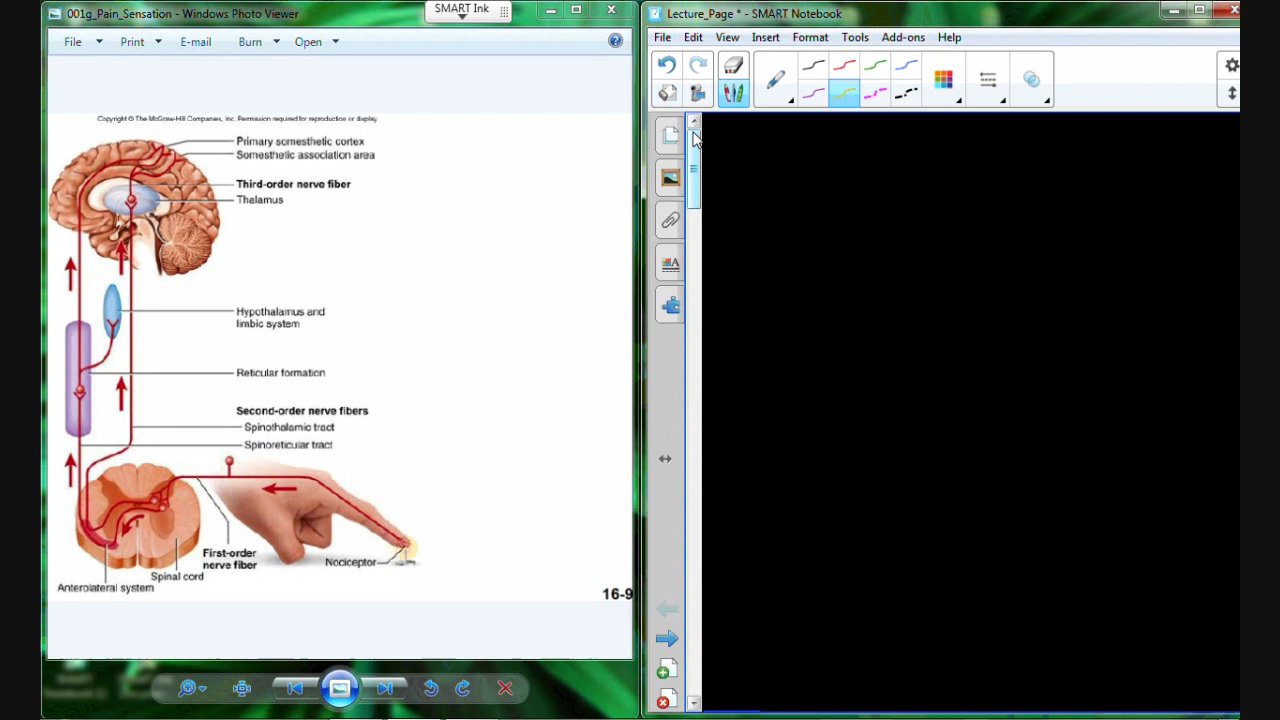 001g_Pain_Sensation - Windows Photo Viewer
SMART Ink
File Print E-mail Burn Open
Copyright © The McGraw-Hill Companies, Inc. Permission required for reproduction or display.
Primary somesthetic cortex
Somesthetic association area
Third-order nerve fiber
Thalamus
Hypothalamus and
limbic system
Reticular formation
Second-order nerve fibers
Spinothalamic tract
Spinoreticular tract
First-order
nerve fiber
Nociceptor
Spinal cord
Anterolateral system
16-9
Lecture_Page * - SMART Notebook
File Edit View Insert Format Tools Add-ons Help